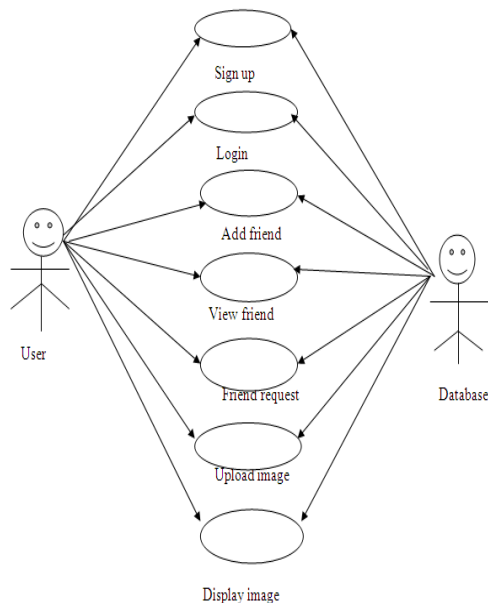 Sign up
Login
Add friend
View friend
User
Friend request
Database
Upload image
Display image